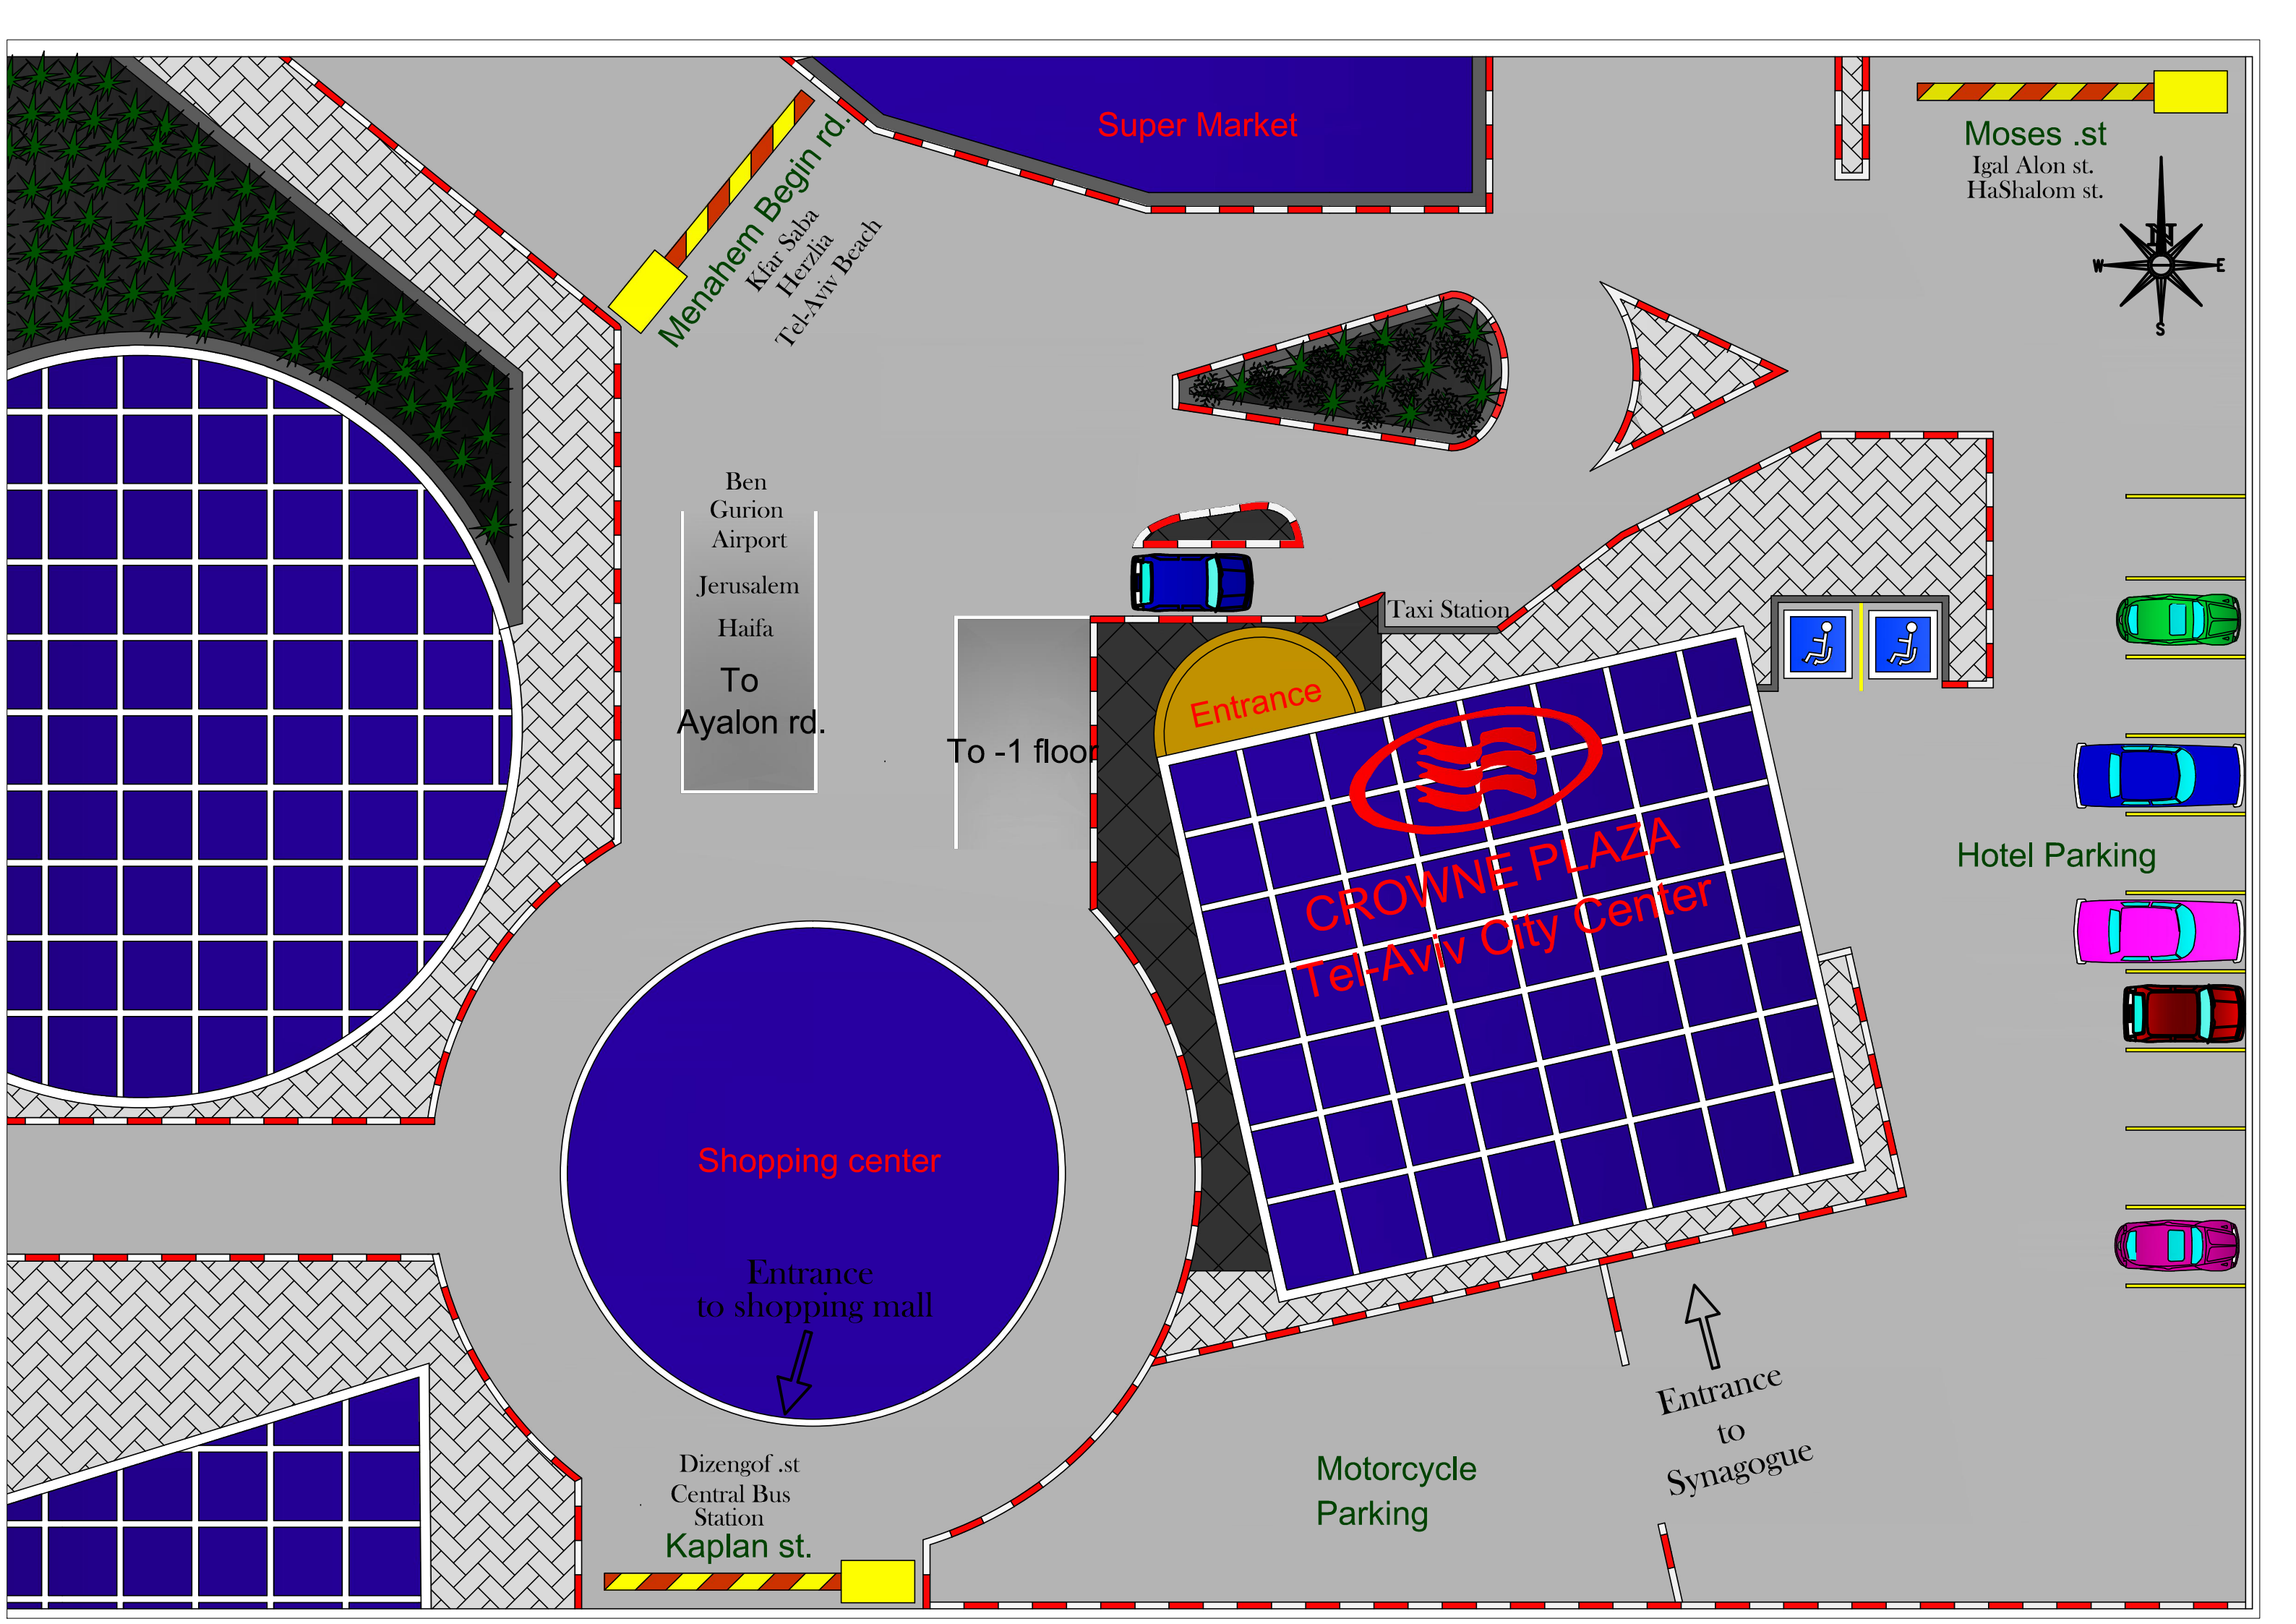 Super Market
Moses .st
Igal Alon st.
HaShalom st.
N
W
E
S
Menahem Begin rd.
Kfar Saba
Herzlia
Tel-Aviv Beach
Ben
Gurion
Airport
Jerusalem
Haifa
To
Ayalon rd.
To -1 floor
Taxi Station
Entrance
CROWNE PLAZA
Tel-Aviv City Center
Hotel Parking
Shopping center
Entrance
to shopping mall
Dizengof .st
Central Bus
Station
Kaplan st.
Motorcycle
Parking
Entrance
to
Synagogue